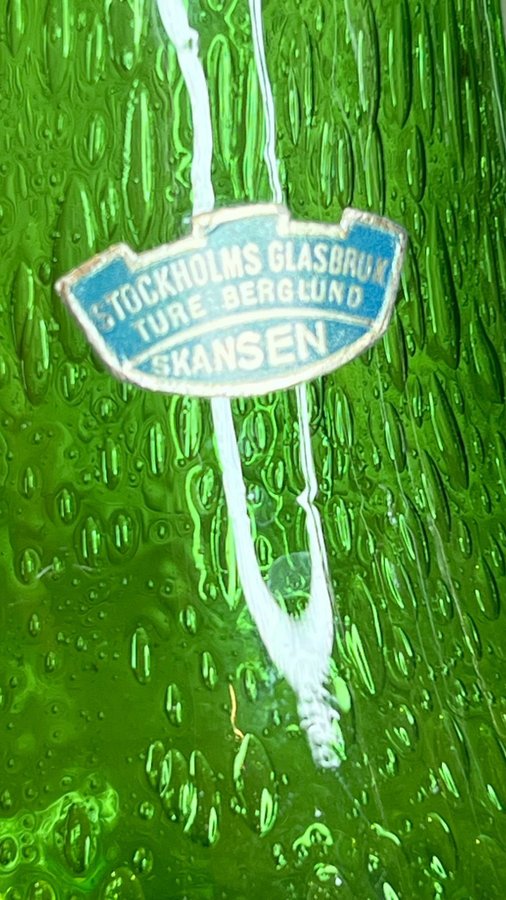 STOCKHOLMS GLASBRUK
TURE BERGLUND
SKANSEN